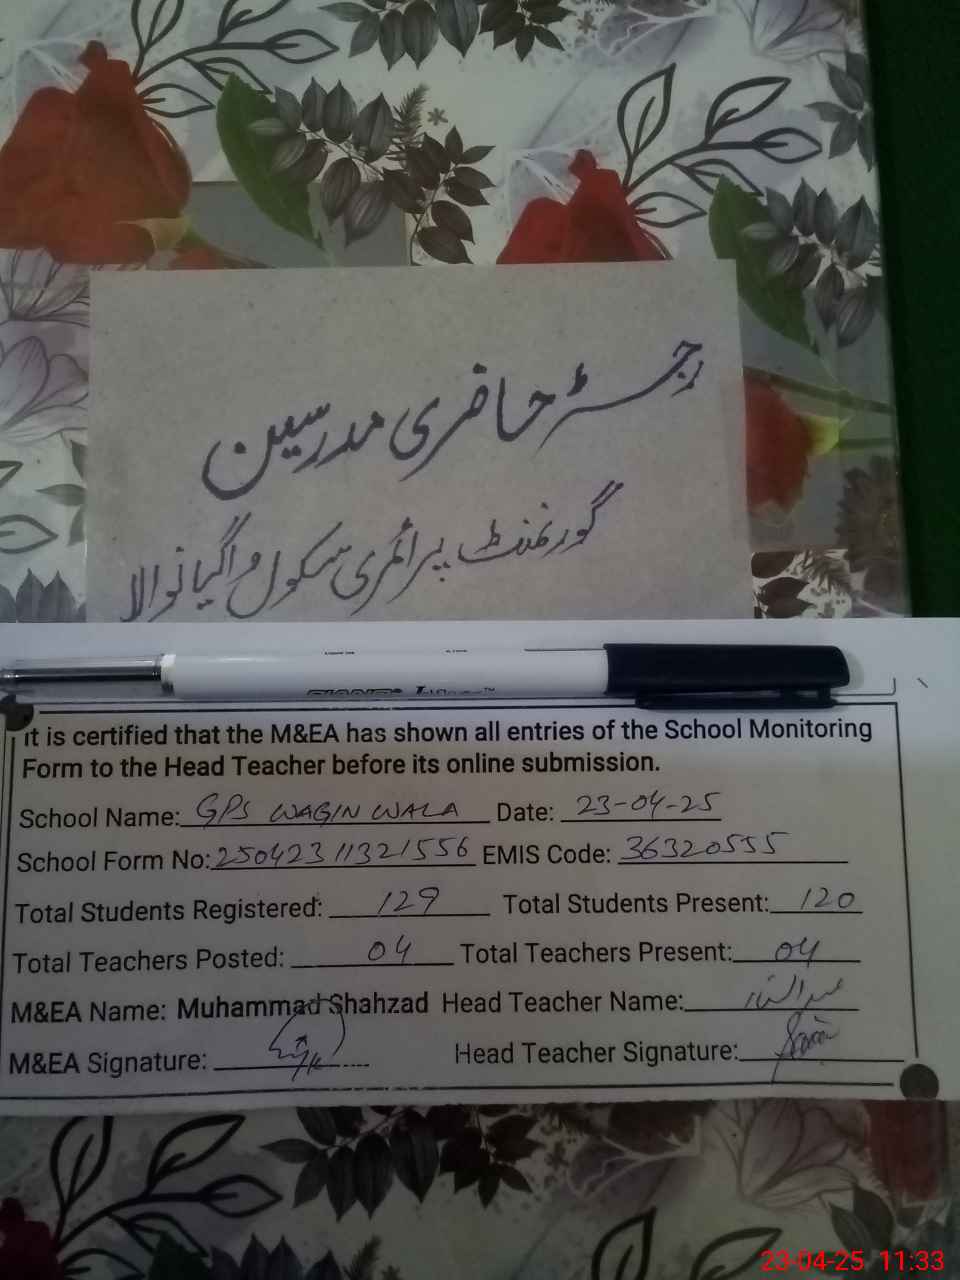 رجسٹر حاضری مدرسین
گورنمنٹ پرائمری سکول واگیانوالا
It is certified that the M&EA has shown all entries of the School Monitoring
Form to the Head Teacher before its online submission.
School Name: GPS WAGIN WALA Date: 23-04-25
School Form No: 25042311321556 EMIS Code: 36320555
Total Students Registered: 129 Total Students Present: 120
Total Teachers Posted: 04 Total Teachers Present: 04
M&EA Name: Muhammad Shahzad Head Teacher Name:
M&EA Signature: Head Teacher Signature:
23-04-25 11:33